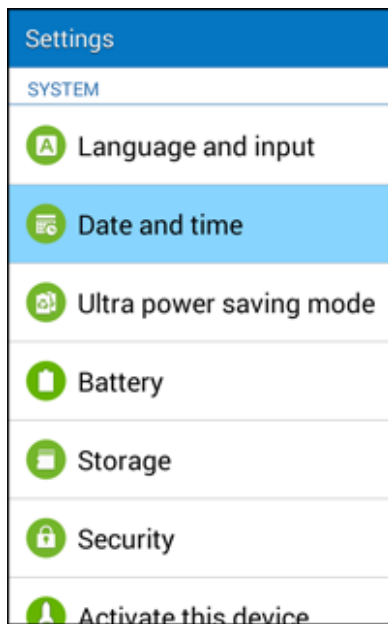 Settings
SYSTEM
Language and input
Date and time
Ultra power saving mode
Battery
Storage
Security
Activate this device